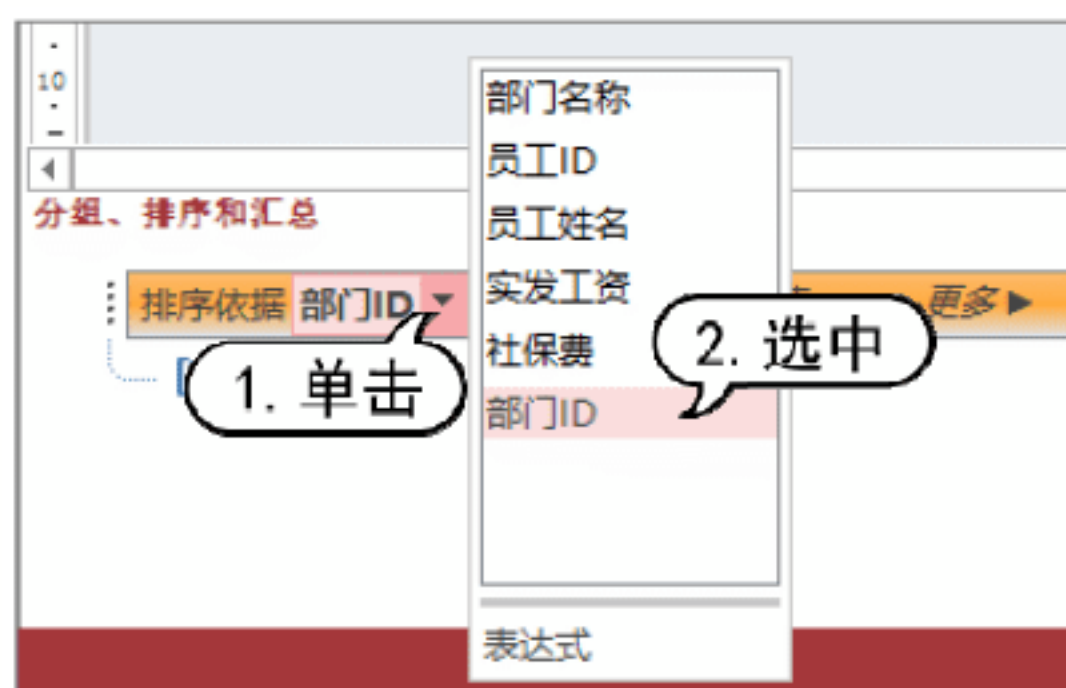 10
部门名称
员工ID
员工姓名
实发工资
社保费
部门ID
表达式
分组、排序和汇总
排序依据 部门ID 更多
1. 单击
2. 选中